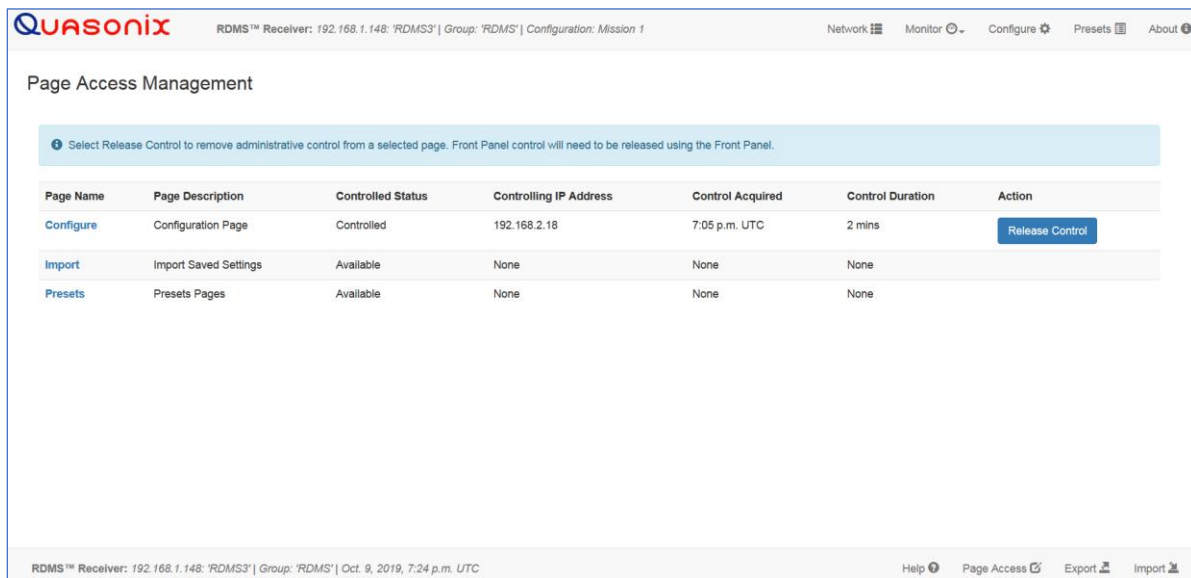 Quasonix RDMS™ Receiver: 192.168.1.148: 'RDMS3' | Group: 'RDMS' | Configuration: Mission 1 Network Monitor Configure Presets About
Page Access Management
Select Release Control to remove administrative control from a selected page. Front Panel control will need to be released using the Front Panel.
Page Name Page Description Controlled Status Controlling IP Address Control Acquired Control Duration Action
Configure Configuration Page Controlled 192.168.2.18 7:05 p.m. UTC 2 mins Release Control
Import Import Saved Settings Available None None None
Presets Presets Pages Available None None None
RDMS™ Receiver: 192.168.1.148: 'RDMS3' | Group: 'RDMS' | Oct. 9, 2019, 7:24 p.m. UTC Help Page Access Export Import